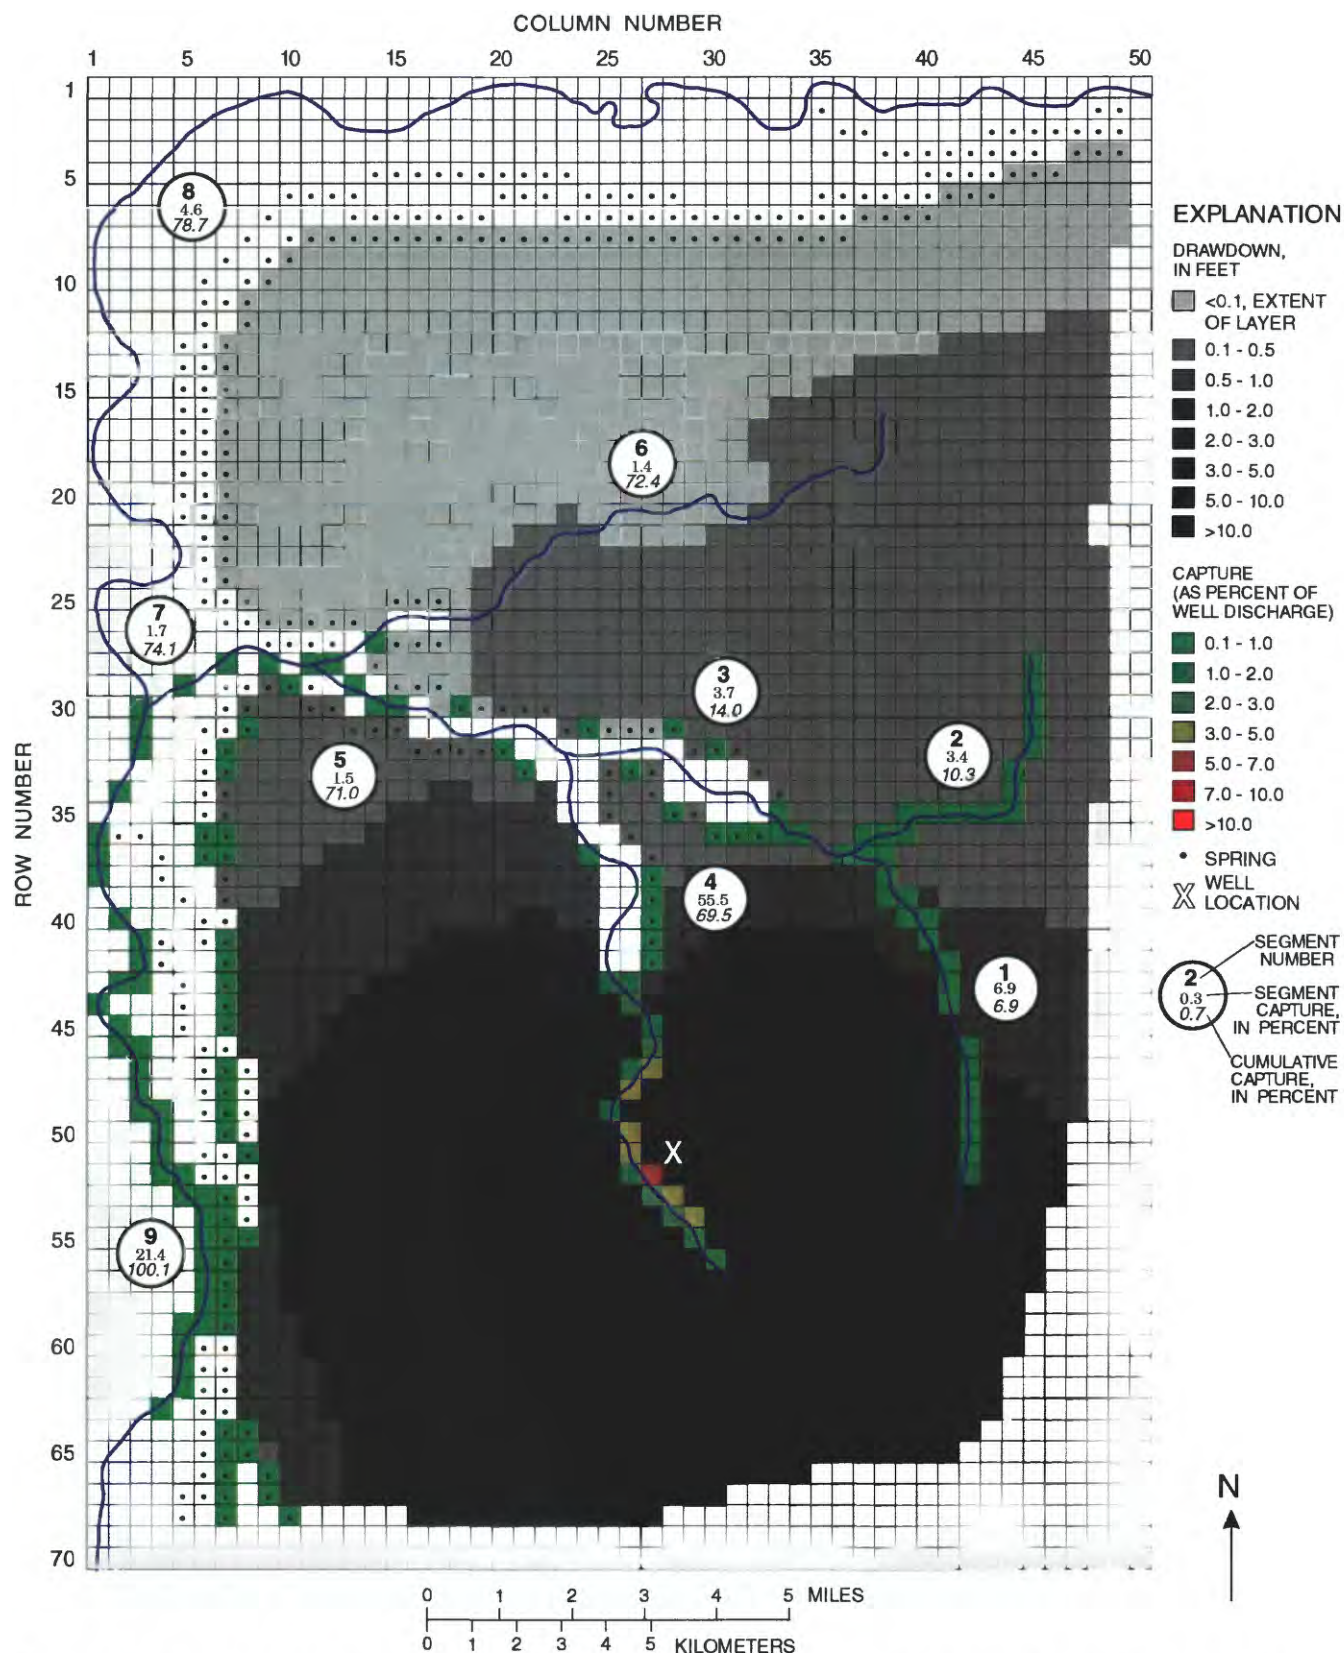 COLUMN NUMBER
1 5 10 15 20 25 30 35 40 45 50
ROW NUMBER
1
5
10
15
20
25
30
35
40
45
50
55
60
65
70
8
4.6
78.7
6
1.4
72.4
7
1.7
74.1
3
3.7
14.0
2
3.4
10.3
5
1.5
71.0
4
55.5
69.5
1
6.9
6.9
X
9
21.4
100.1
EXPLANATION
DRAWDOWN,
IN FEET
<0.1, EXTENT
OF LAYER
0.1 - 0.5
0.5 - 1.0
1.0 - 2.0
2.0 - 3.0
3.0 - 5.0
5.0 - 10.0
>10.0
CAPTURE
(AS PERCENT OF
WELL DISCHARGE)
0.1 - 1.0
1.0 - 2.0
2.0 - 3.0
3.0 - 5.0
5.0 - 7.0
7.0 - 10.0
>10.0
• SPRING
X WELL
LOCATION
2
0.3
0.7
SEGMENT
NUMBER
SEGMENT
CAPTURE,
IN PERCENT
CUMULATIVE
CAPTURE,
IN PERCENT
N
0 1 2 3 4 5 MILES
0 1 2 3 4 5 KILOMETERS